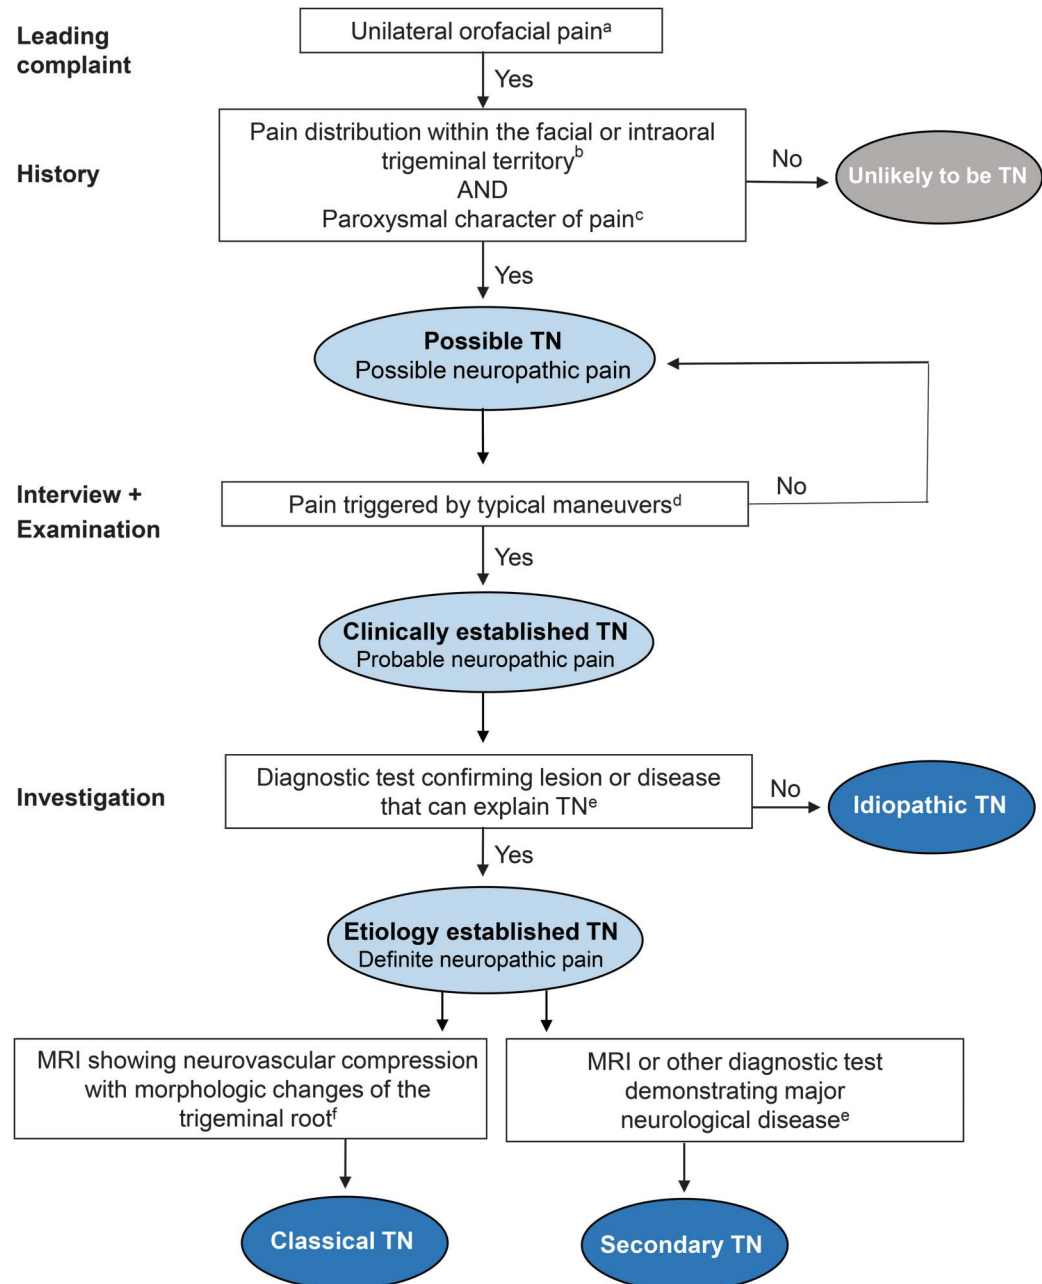 Leading
complaint
Unilateral orofacial painᵃ
Yes
History
Pain distribution within the facial or intraoral
trigeminal territoryᵇ
AND
Paroxysmal character of painᶜ
No
Unlikely to be TN
Yes
Possible TN
Possible neuropathic pain
Interview +
Examination
Pain triggered by typical maneuversᵈ
No
Yes
Clinically established TN
Probable neuropathic pain
Investigation
Diagnostic test confirming lesion or disease
that can explain TNᵉ
No
Idiopathic TN
Yes
Etiology established TN
Definite neuropathic pain
MRI showing neurovascular compression
with morphologic changes of the
trigeminal rootᶠ
MRI or other diagnostic test
demonstrating major
neurological diseaseᵉ
Classical TN
Secondary TN